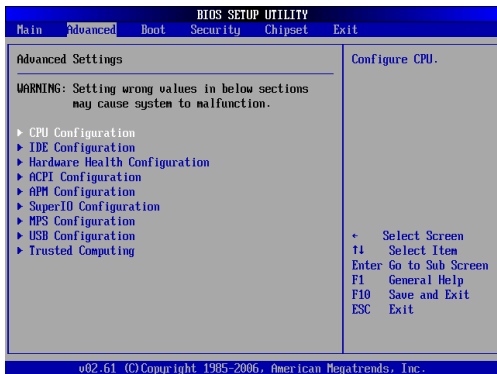 BIOS SETUP UTILITY
Main Advanced Boot Security Chipset Exit
Advanced Settings
WARNING: Setting wrong values in below sections
may cause system to malfunction.
▶ CPU Configuration
▶ IDE Configuration
▶ Hardware Health Configuration
▶ ACPI Configuration
▶ APM Configuration
▶ SuperIO Configuration
▶ MPS Configuration
▶ USB Configuration
▶ Trusted Computing
Configure CPU.
← Select Screen
↑↓ Select Item
Enter Go to Sub Screen
F1 General Help
F10 Save and Exit
ESC Exit
v02.61 (C)Copyright 1985-2006, American Megatrends, Inc.